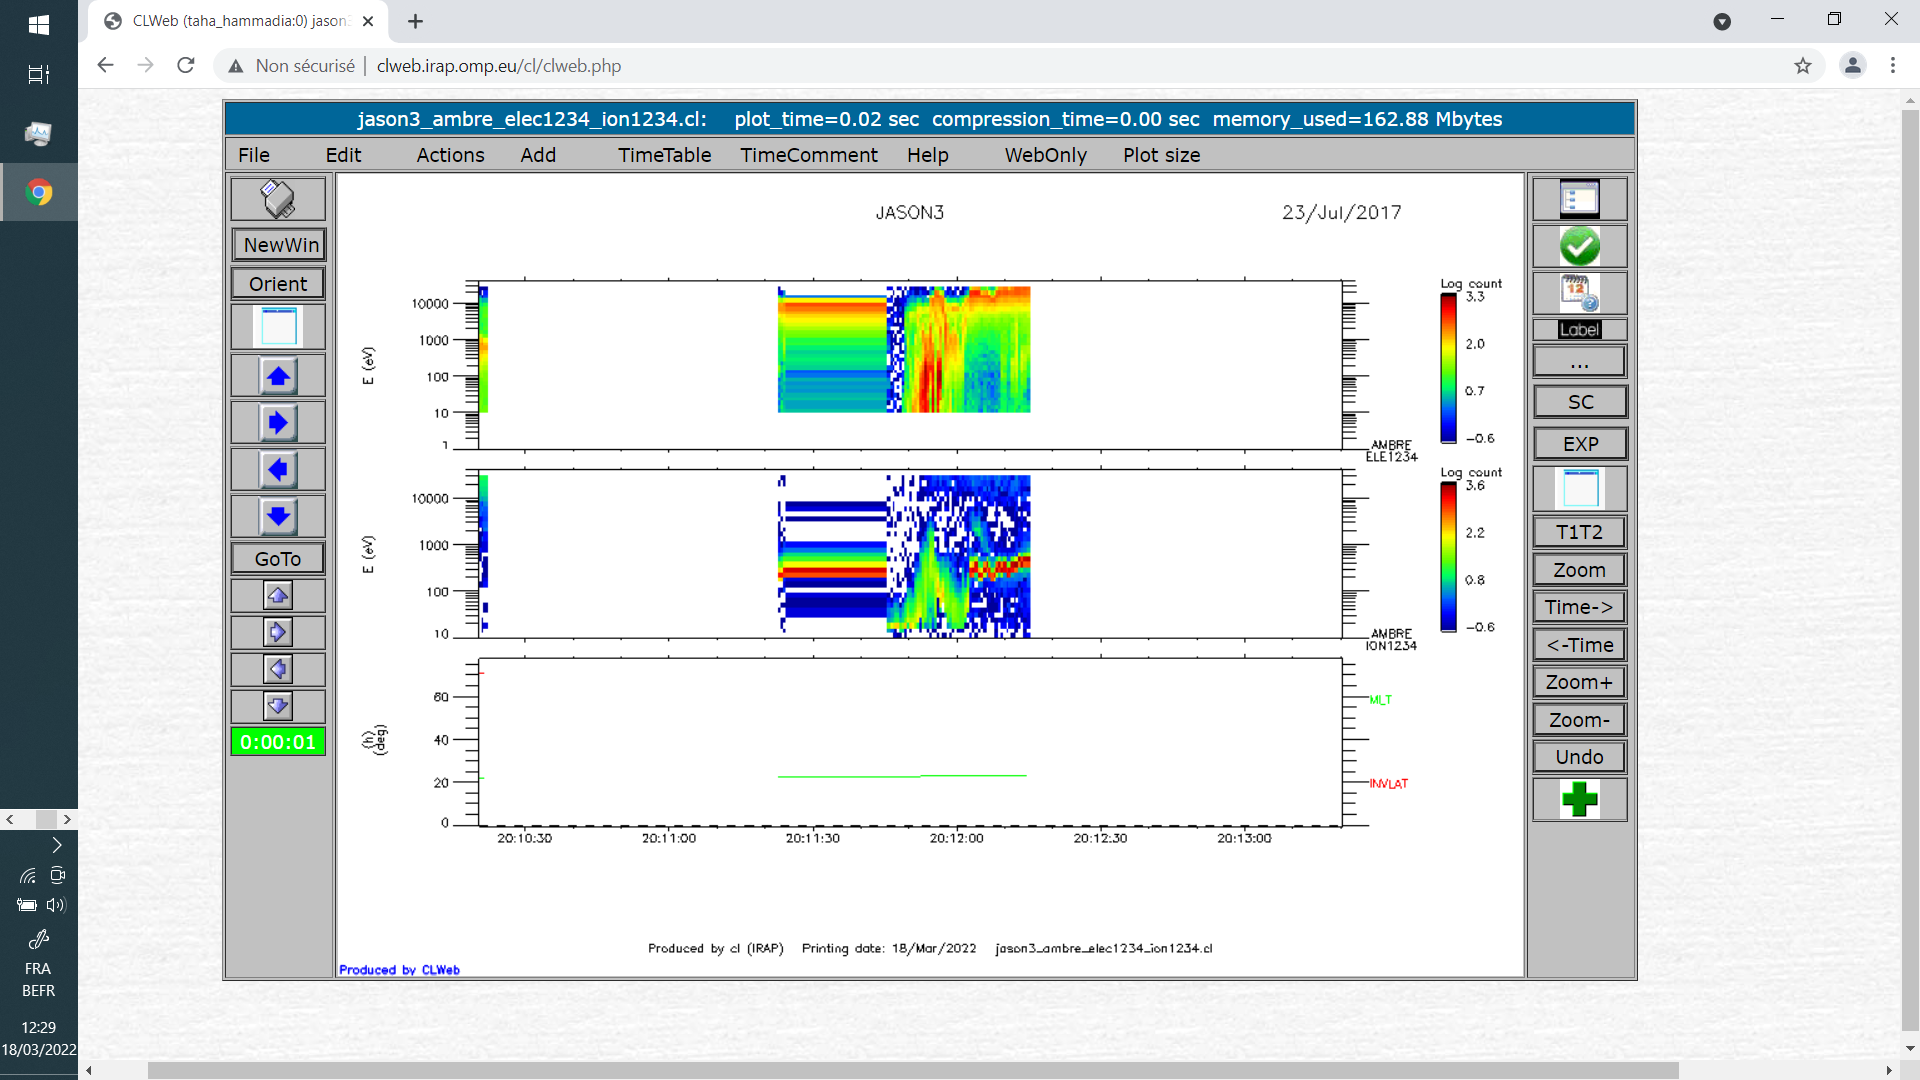 CLWeb (taha_hammadia:0) jason3
Non sécurisé | clweb.irap.omp.eu/cl/clweb.php
jason3_ambre_elec1234_ion1234.cl: plot_time=0.02 sec compression_time=0.00 sec memory_used=162.88 Mbytes
File Edit Actions Add TimeTable TimeComment Help WebOnly Plot size
NewWin
Orient
GoTo
0:00:01
JASON3 23/Jul/2017
E (eV)
10000
1000
100
10
1
AMBRE
ELE1234
Log count
3.3
2.0
0.7
-0.6
E (eV)
10000
1000
100
10
AMBRE
ION1234
Log count
3.6
2.2
0.8
-0.6
(h)
(deg)
60
40
20
0
MLT
INVLAT
20:10:30 20:11:00 20:11:30 20:12:00 20:12:30 20:13:00
Produced by cl (IRAP) Printing date: 18/Mar/2022 jason3_ambre_elec1234_ion1234.cl
Produced by CLWeb
12
Label
...
SC
EXP
T1T2
Zoom
Time->
<-Time
Zoom+
Zoom-
Undo
FRA
BEFR
12:29
18/03/2022